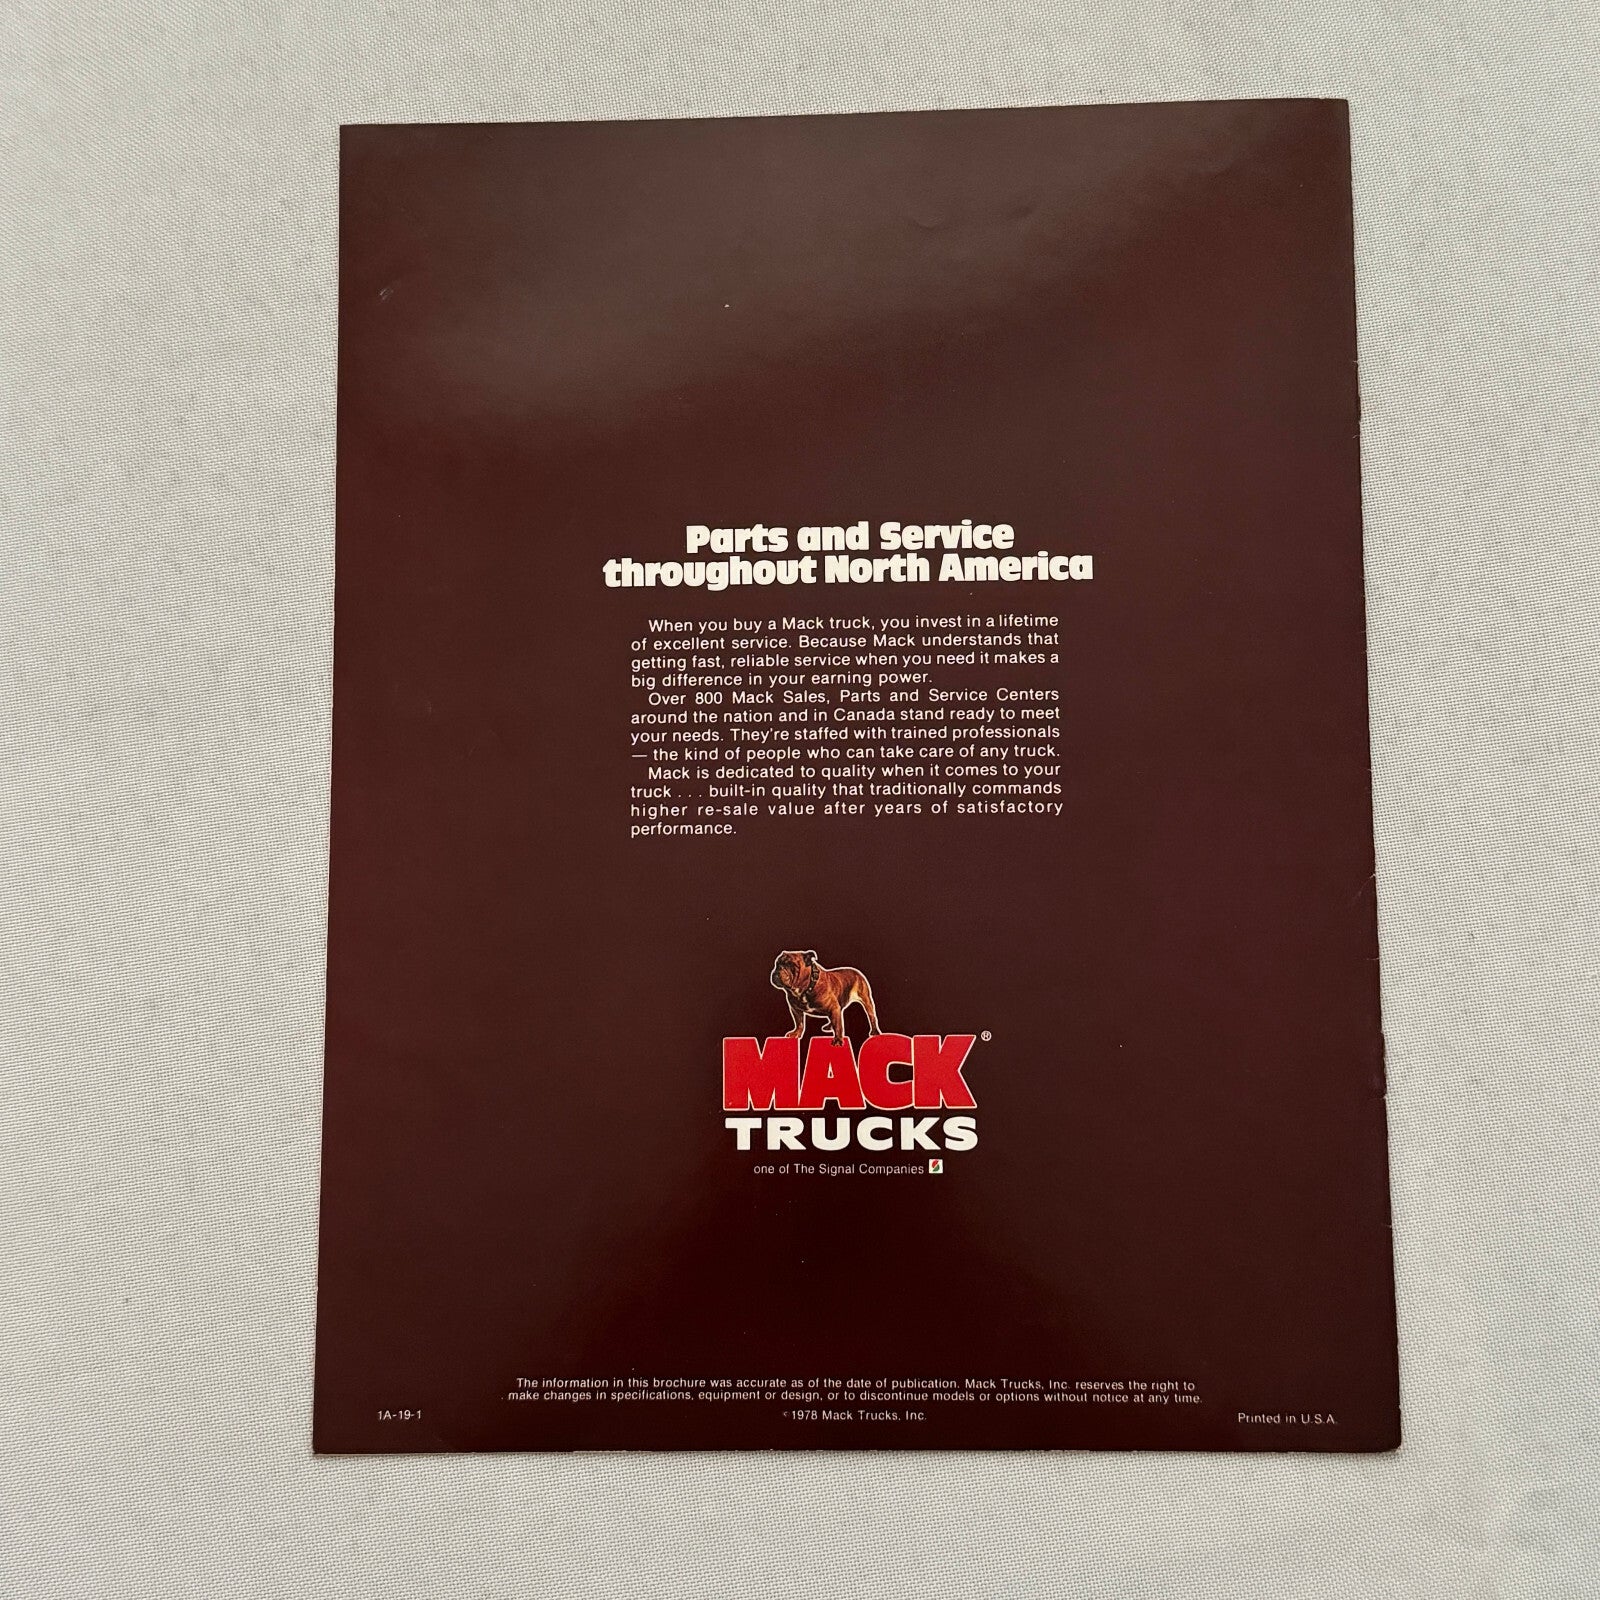 Parts and Service
throughout North America
When you buy a Mack truck, you invest in a lifetime
of excellent service. Because Mack understands that
getting fast, reliable service when you need it makes a
big difference in your earning power.
Over 800 Mack Sales, Parts and Service Centers
around the nation and in Canada stand ready to meet
your needs. They're staffed with trained professionals
— the kind of people who can take care of any truck.
Mack is dedicated to quality when it comes to your
truck . . . built-in quality that traditionally commands
higher re-sale value after years of satisfactory
performance.
MACK®
TRUCKS
one of The Signal Companies
The information in this brochure was accurate as of the date of publication. Mack Trucks, Inc. reserves the right to
make changes in specifications, equipment or design, or to discontinue models or options without notice at any time.
1A-19-1
©1978 Mack Trucks, Inc.
Printed in U.S.A.